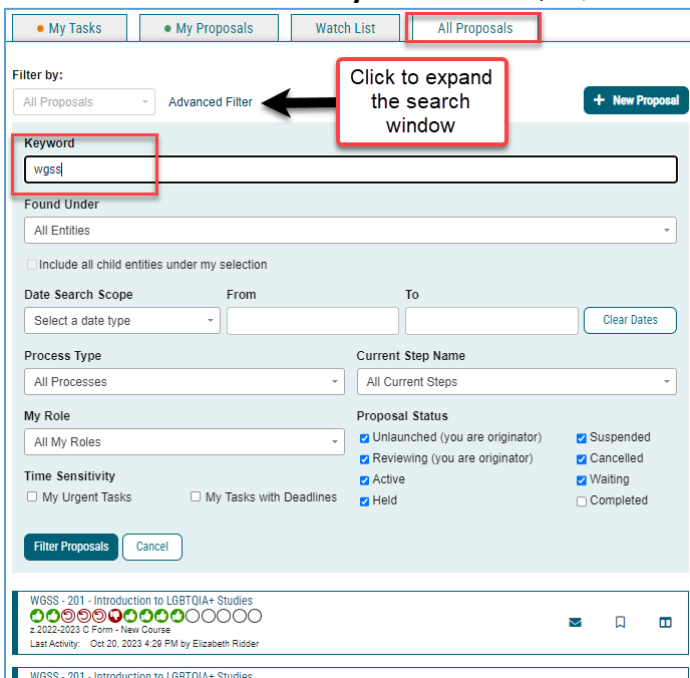 My Tasks My Proposals Watch List All Proposals
Filter by:
All Proposals Advanced Filter
Click to expand
the search
window
+ New Proposal
Keyword
wgss
Found Under
All Entities
Include all child entities under my selection
Date Search Scope From To
Select a date type Clear Dates
Process Type Current Step Name
All Processes All Current Steps
My Role Proposal Status
All My Roles Unlaunched (you are originator) Suspended
Reviewing (you are originator) Cancelled
Time Sensitivity Active Waiting
My Urgent Tasks My Tasks with Deadlines Held Completed
Filter Proposals Cancel
WGSS - 201 - Introduction to LGBTQIA+ Studies
z.2022-2023 C Form - New Course
Last Activity: Oct 20, 2023 4:29 PM by Elizabeth Ridder
WGSS - 201 - Introduction to LGBTQIA+ Studies